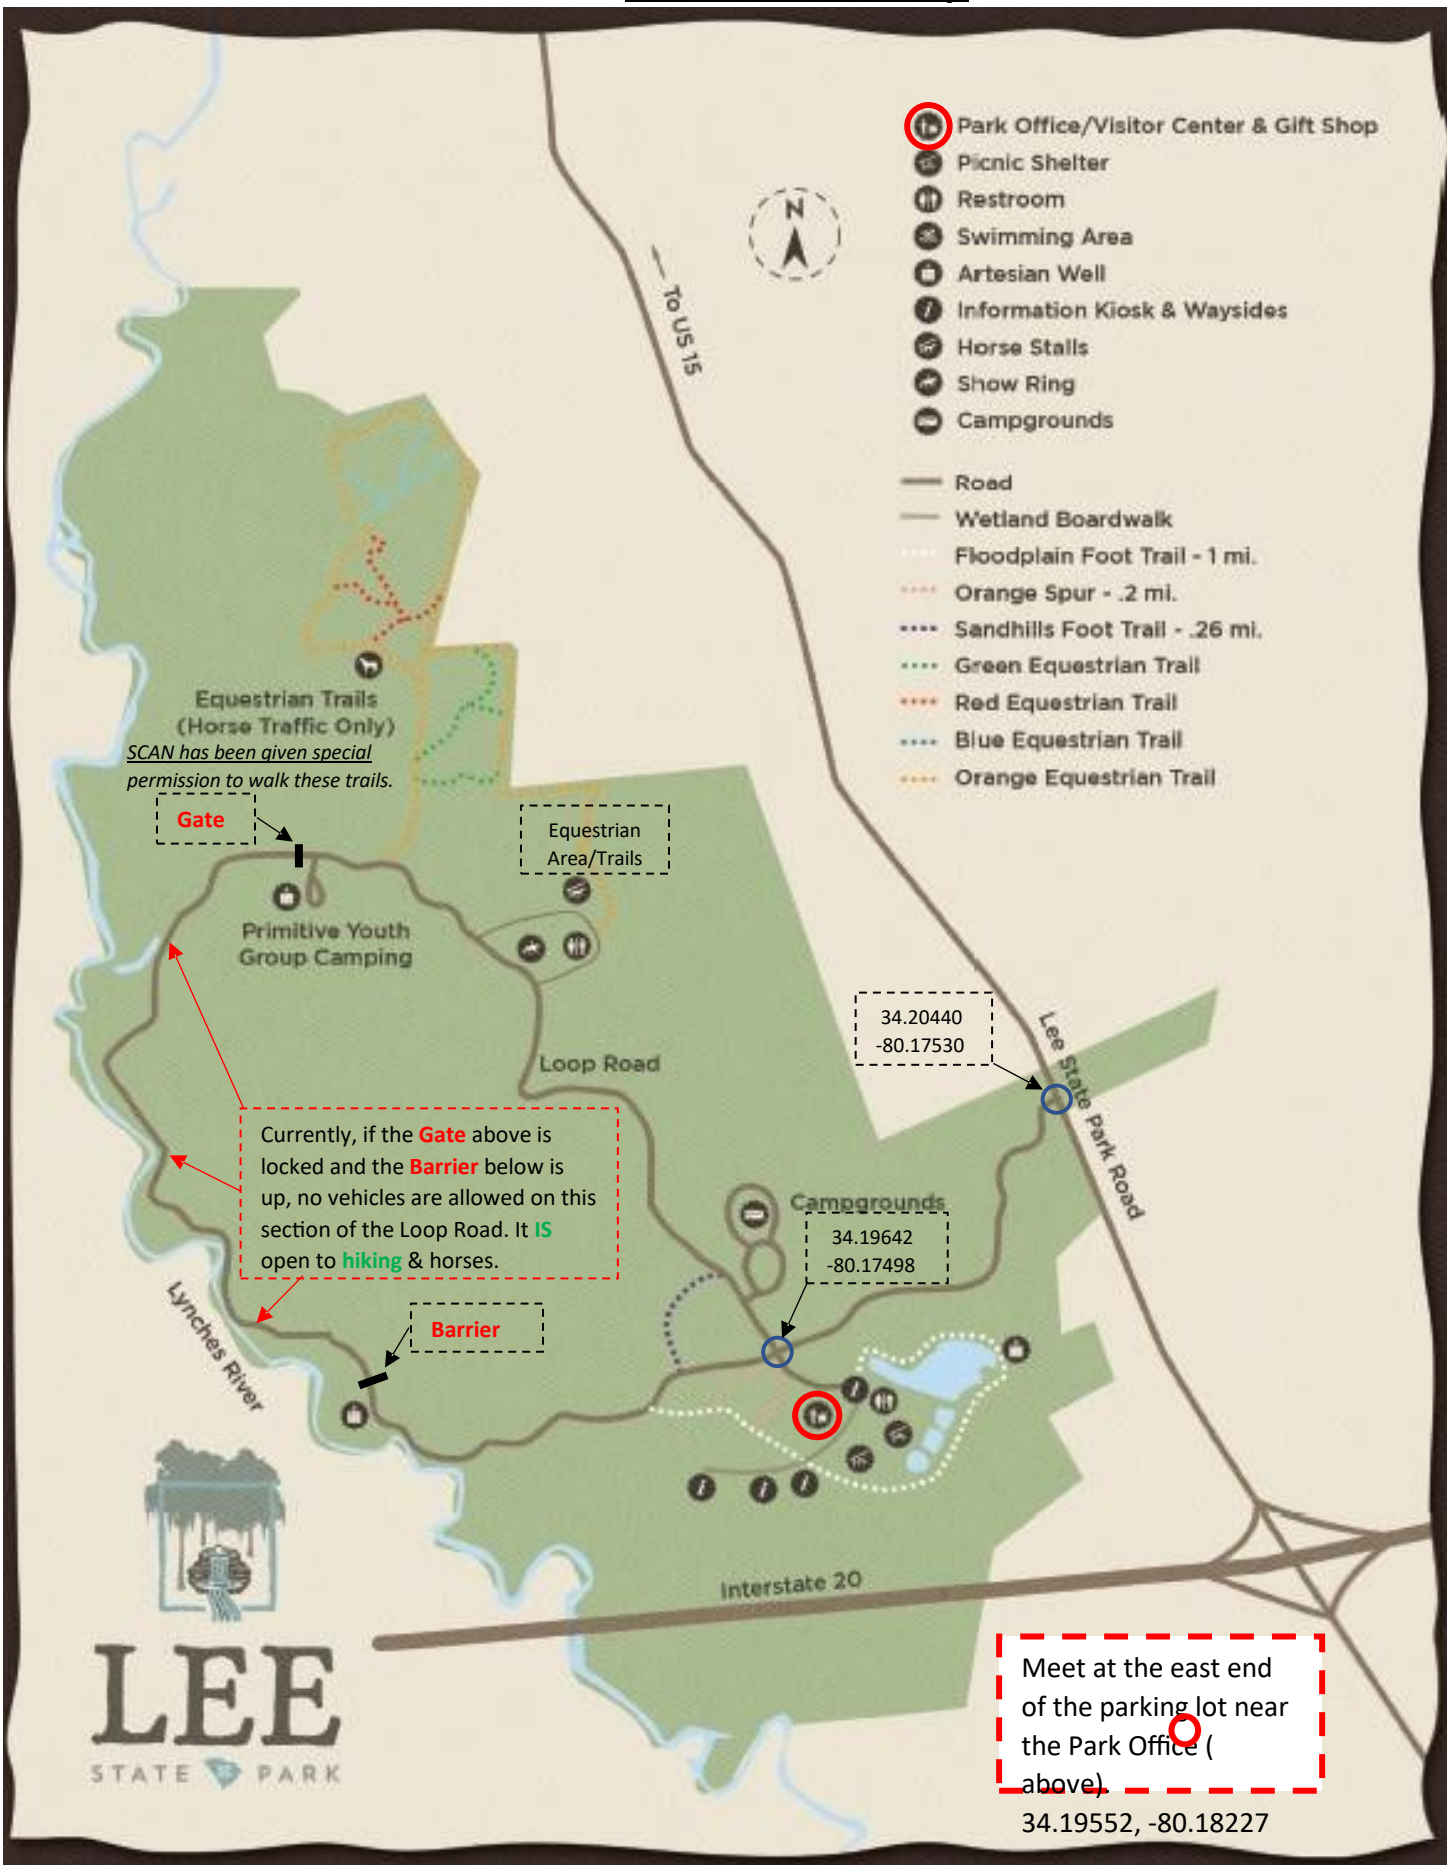 Park Office/Visitor Center & Gift Shop
Picnic Shelter
Restroom
Swimming Area
Artesian Well
Information Kiosk & Waysides
Horse Stalls
Show Ring
Campgrounds
Road
Wetland Boardwalk
Floodplain Foot Trail - 1 mi.
Orange Spur - .2 mi.
Sandhills Foot Trail - .26 mi.
Green Equestrian Trail
Red Equestrian Trail
Blue Equestrian Trail
Orange Equestrian Trail
N
To US 15
Equestrian Trails
(Horse Traffic Only)
SCAN has been given special
permission to walk these trails.
Gate
Equestrian
Area/Trails
Primitive Youth
Group Camping
34.20440
-80.17530
Lee State Park Road
Loop Road
Currently, if the Gate above is
locked and the Barrier below is
up, no vehicles are allowed on this
section of the Loop Road. It IS
open to hiking & horses.
Campgrounds
34.19642
-80.17498
Lynches River
Barrier
Interstate 20
LEE
STATE PARK
Meet at the east end
of the parking lot near
the Park Office (
above).
34.19552, -80.18227